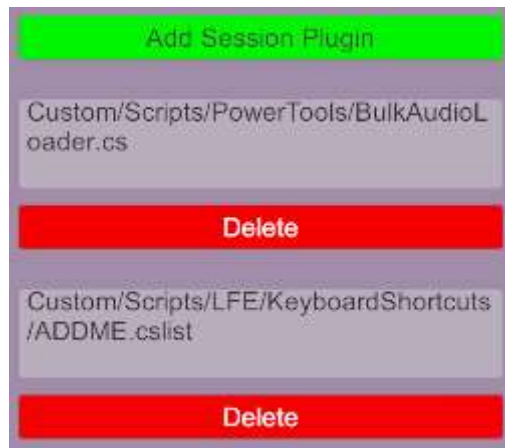 Add Session Plugin
Custom/Scripts/PowerTools/BulkAudioL
oader.cs
Delete
Custom/Scripts/LFE/KeyboardShortcuts
/ADDME.cslist
Delete